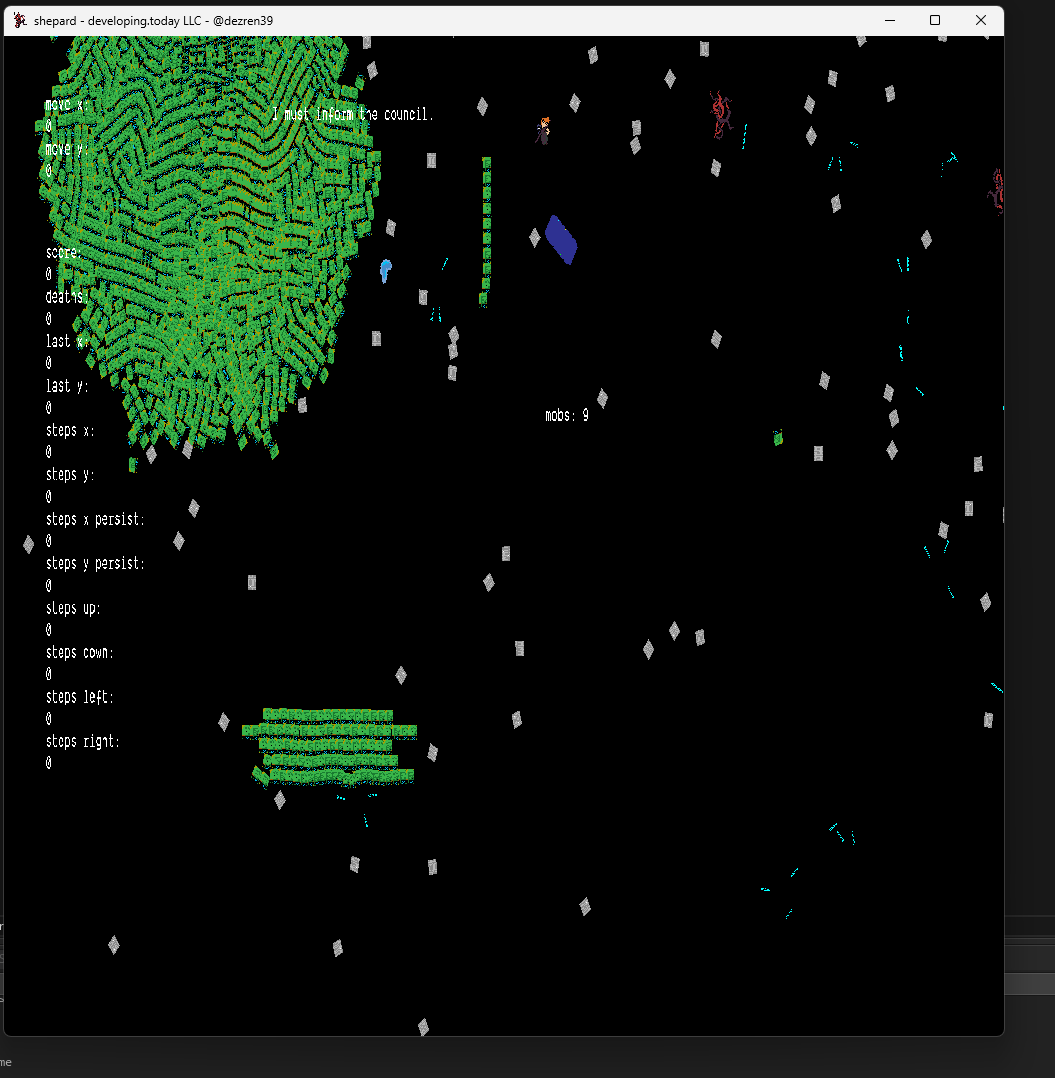 shepard - developing.today LLC - @dezren39
move x:
0
I must inform the council.
move y:
0
score:
0
deaths:
0
last x:
0
last y:
0
mobs: 9
steps x:
0
steps y:
0
steps x persist:
0
steps y persist:
0
steps up:
0
steps cown:
0
steps left:
0
steps right:
0
me